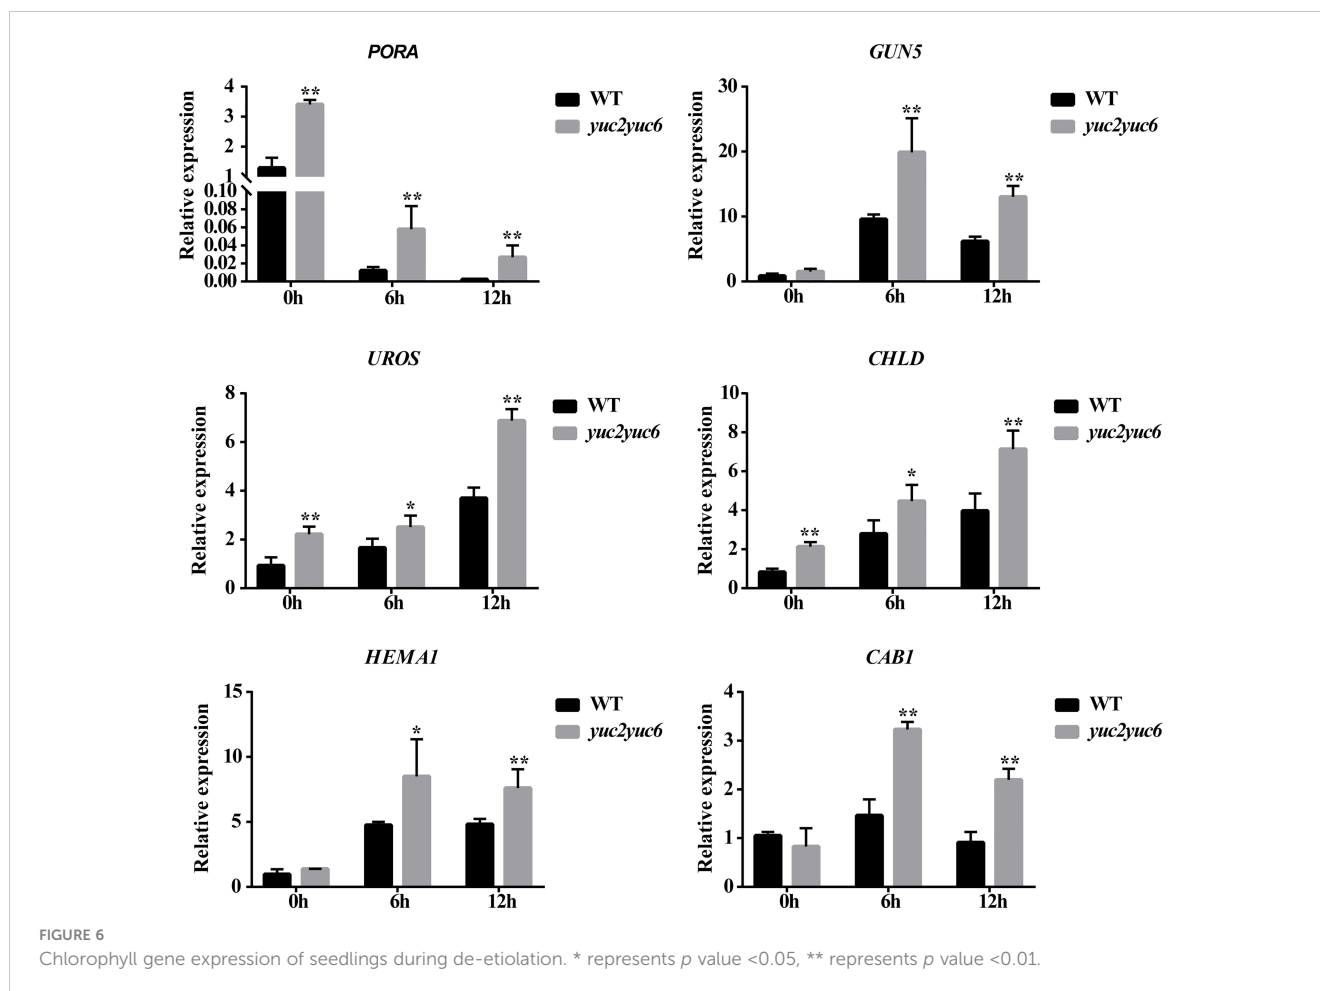 PORA
Relative expression
4
3
2
1
0.10
0.08
0.06
0.04
0.02
0.00
**
**
**
0h
6h
12h
WT
yuc2yuc6
GUN5
Relative expression
30
20
10
0
**
**
0h
6h
12h
WT
yuc2yuc6
UROS
Relative expression
8
6
4
2
0
**
*
**
0h
6h
12h
WT
yuc2yuc6
CHLD
Relative expression
10
8
6
4
2
0
**
*
**
0h
6h
12h
WT
yuc2yuc6
HEMA1
Relative expression
15
10
5
0
*
**
0h
6h
12h
WT
yuc2yuc6
CAB1
Relative expression
4
3
2
1
0
**
**
0h
6h
12h
WT
yuc2yuc6
FIGURE 6
Chlorophyll gene expression of seedlings during de-etiolation. * represents p value <0.05, ** represents p value <0.01.